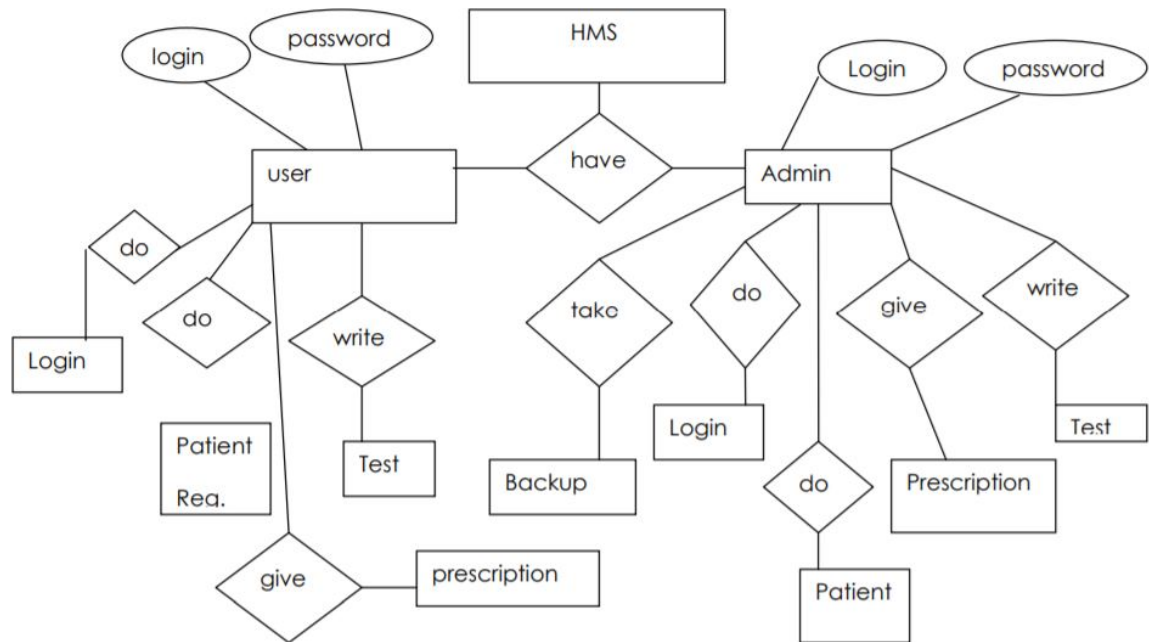 HMS
login
password
Login
password
have
user
Admin
do
do
write
take
do
give
write
Login
Patient
Reg.
Test
Backup
Login
do
Prescription
Test
give
prescription
Patient